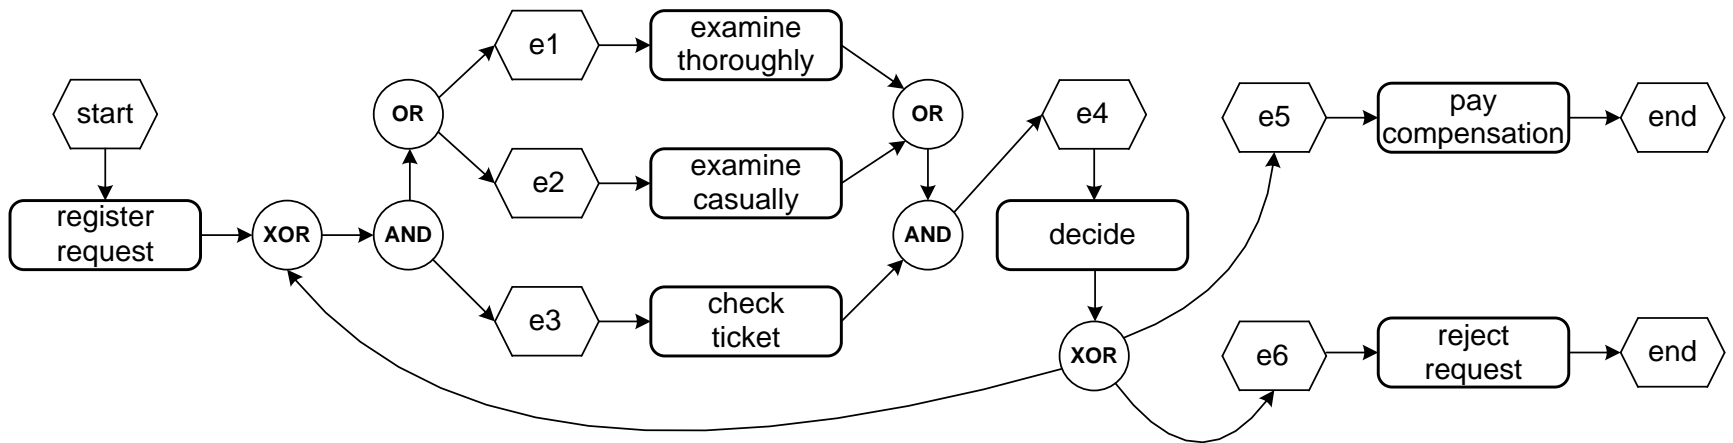 start
register
request
XOR
AND
OR
e1
examine
thoroughly
e2
examine
casually
e3
check
ticket
OR
AND
e4
decide
XOR
e5
pay
compensation
end
e6
reject
request
end